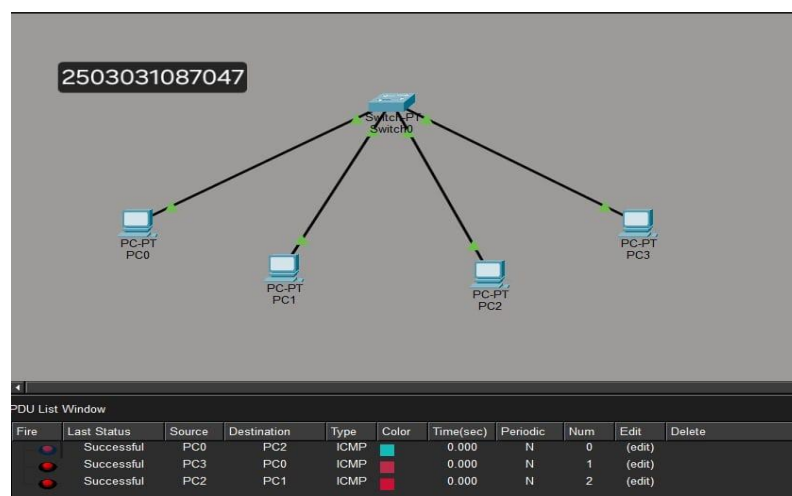 2503031087047
Switch-PT
Switch0
PC-PT
PC0
PC-PT
PC1
PC-PT
PC2
PC-PT
PC3
PDU List Window
Fire Last Status Source Destination Type Color Time(sec) Periodic Num Edit Delete
Successful PC0 PC2 ICMP 0.000 N 0 (edit)
Successful PC3 PC0 ICMP 0.000 N 1 (edit)
Successful PC2 PC1 ICMP 0.000 N 2 (edit)